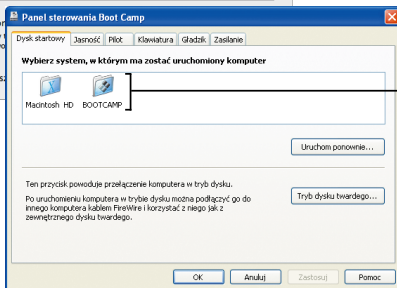 Panel sterowania Boot Camp
Dysk startowy Jasność Pilot Klawiatura Gładzik Zasilanie
Wybierz system, w którym ma zostać uruchomiony komputer
Macintosh HD BOOTCAMP
Uruchom ponownie...
Ten przycisk powoduje przełączenie komputera w tryb dysku.
Po uruchomieniu komputera w trybie dysku można podłączyć go do
innego komputera kablem FireWire i korzystać z niego jak z
zewnętrznego dysku twardego.
Tryb dysku twardego...
OK Anuluj Zastosuj Pomoc